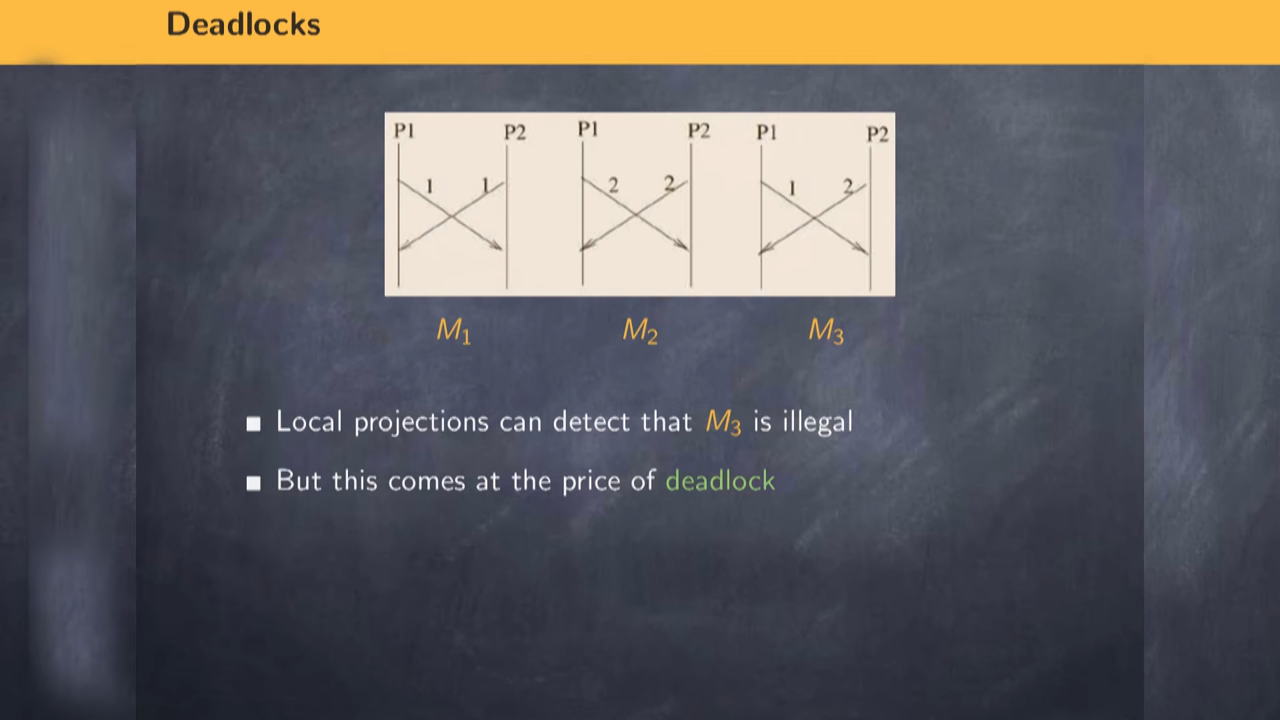 Deadlocks
P1 P2 P1 P2 P1 P2
1 1 2 2 1 2
M1 M2 M3
Local projections can detect that M3 is illegal
But this comes at the price of deadlock